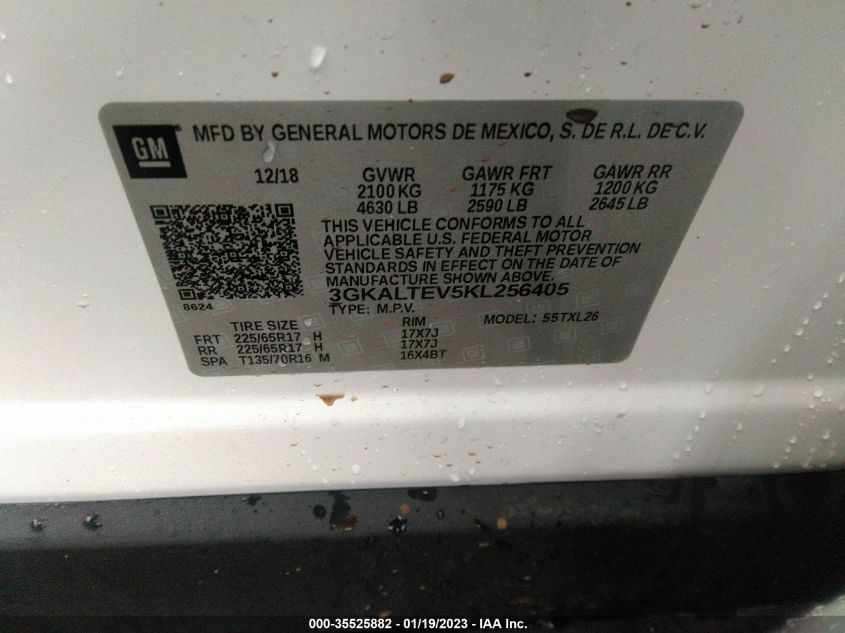 GM ® MFD BY GENERAL MOTORS DE MEXICO, S. DE R.L. DE C.V.
12/18 GVWR GAWR FRT GAWR RR
2100 KG 1175 KG 1200 KG
4630 LB 2590 LB 2645 LB
THIS VEHICLE CONFORMS TO ALL
APPLICABLE U.S. FEDERAL MOTOR
VEHICLE SAFETY AND THEFT PREVENTION
STANDARDS IN EFFECT ON THE DATE OF
MANUFACTURE SHOWN ABOVE.
8624
3GKALTEV5KL256405
TYPE: M.P.V. MODEL: 55TXL26
TIRE SIZE RIM
FRT 225/65R17 H 17X7J
RR 225/65R17 H 17X7J
SPA T135/70R16 M 16X4BT
000-35525882 — 01/19/2023 — IAA Inc.